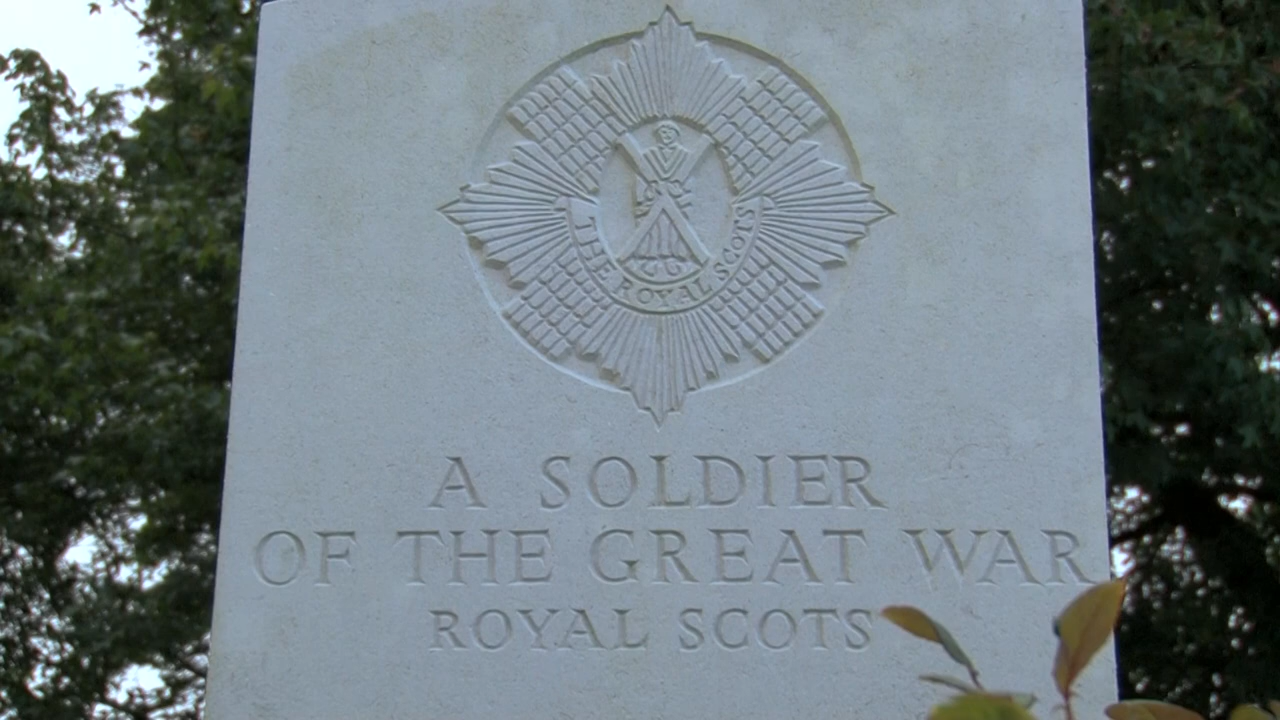 THE ROYAL SCOTS
A SOLDIER
OF THE GREAT WAR
ROYAL SCOTS